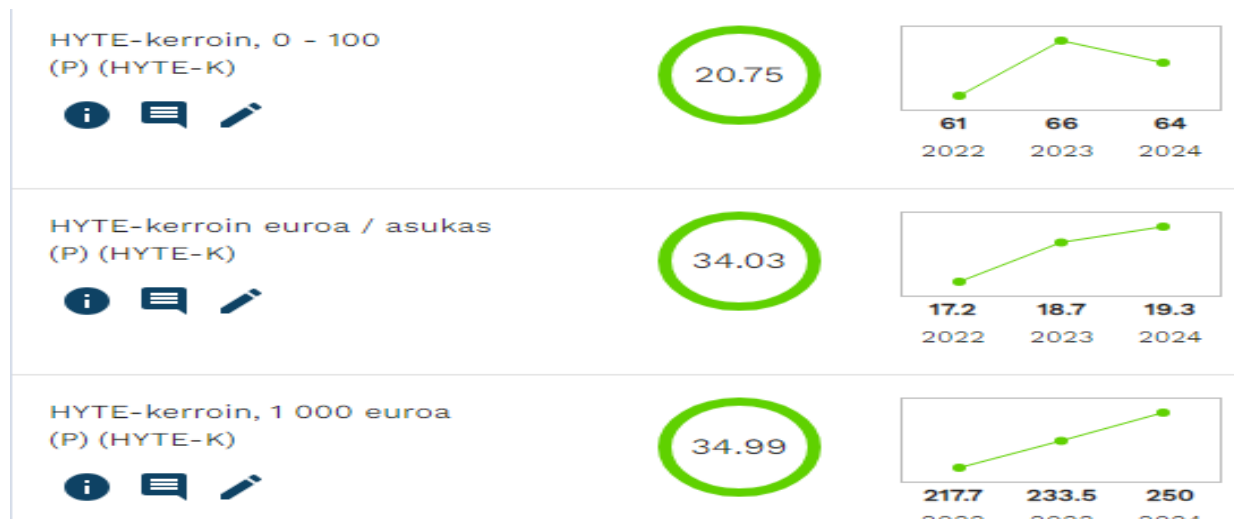 HYTE-kerroin, 0 - 100
(P) (HYTE-K)
20.75
61 66 64
2022 2023 2024
HYTE-kerroin euroa / asukas
(P) (HYTE-K)
34.03
17.2 18.7 19.3
2022 2023 2024
HYTE-kerroin, 1 000 euroa
(P) (HYTE-K)
34.99
217.7 233.5 250